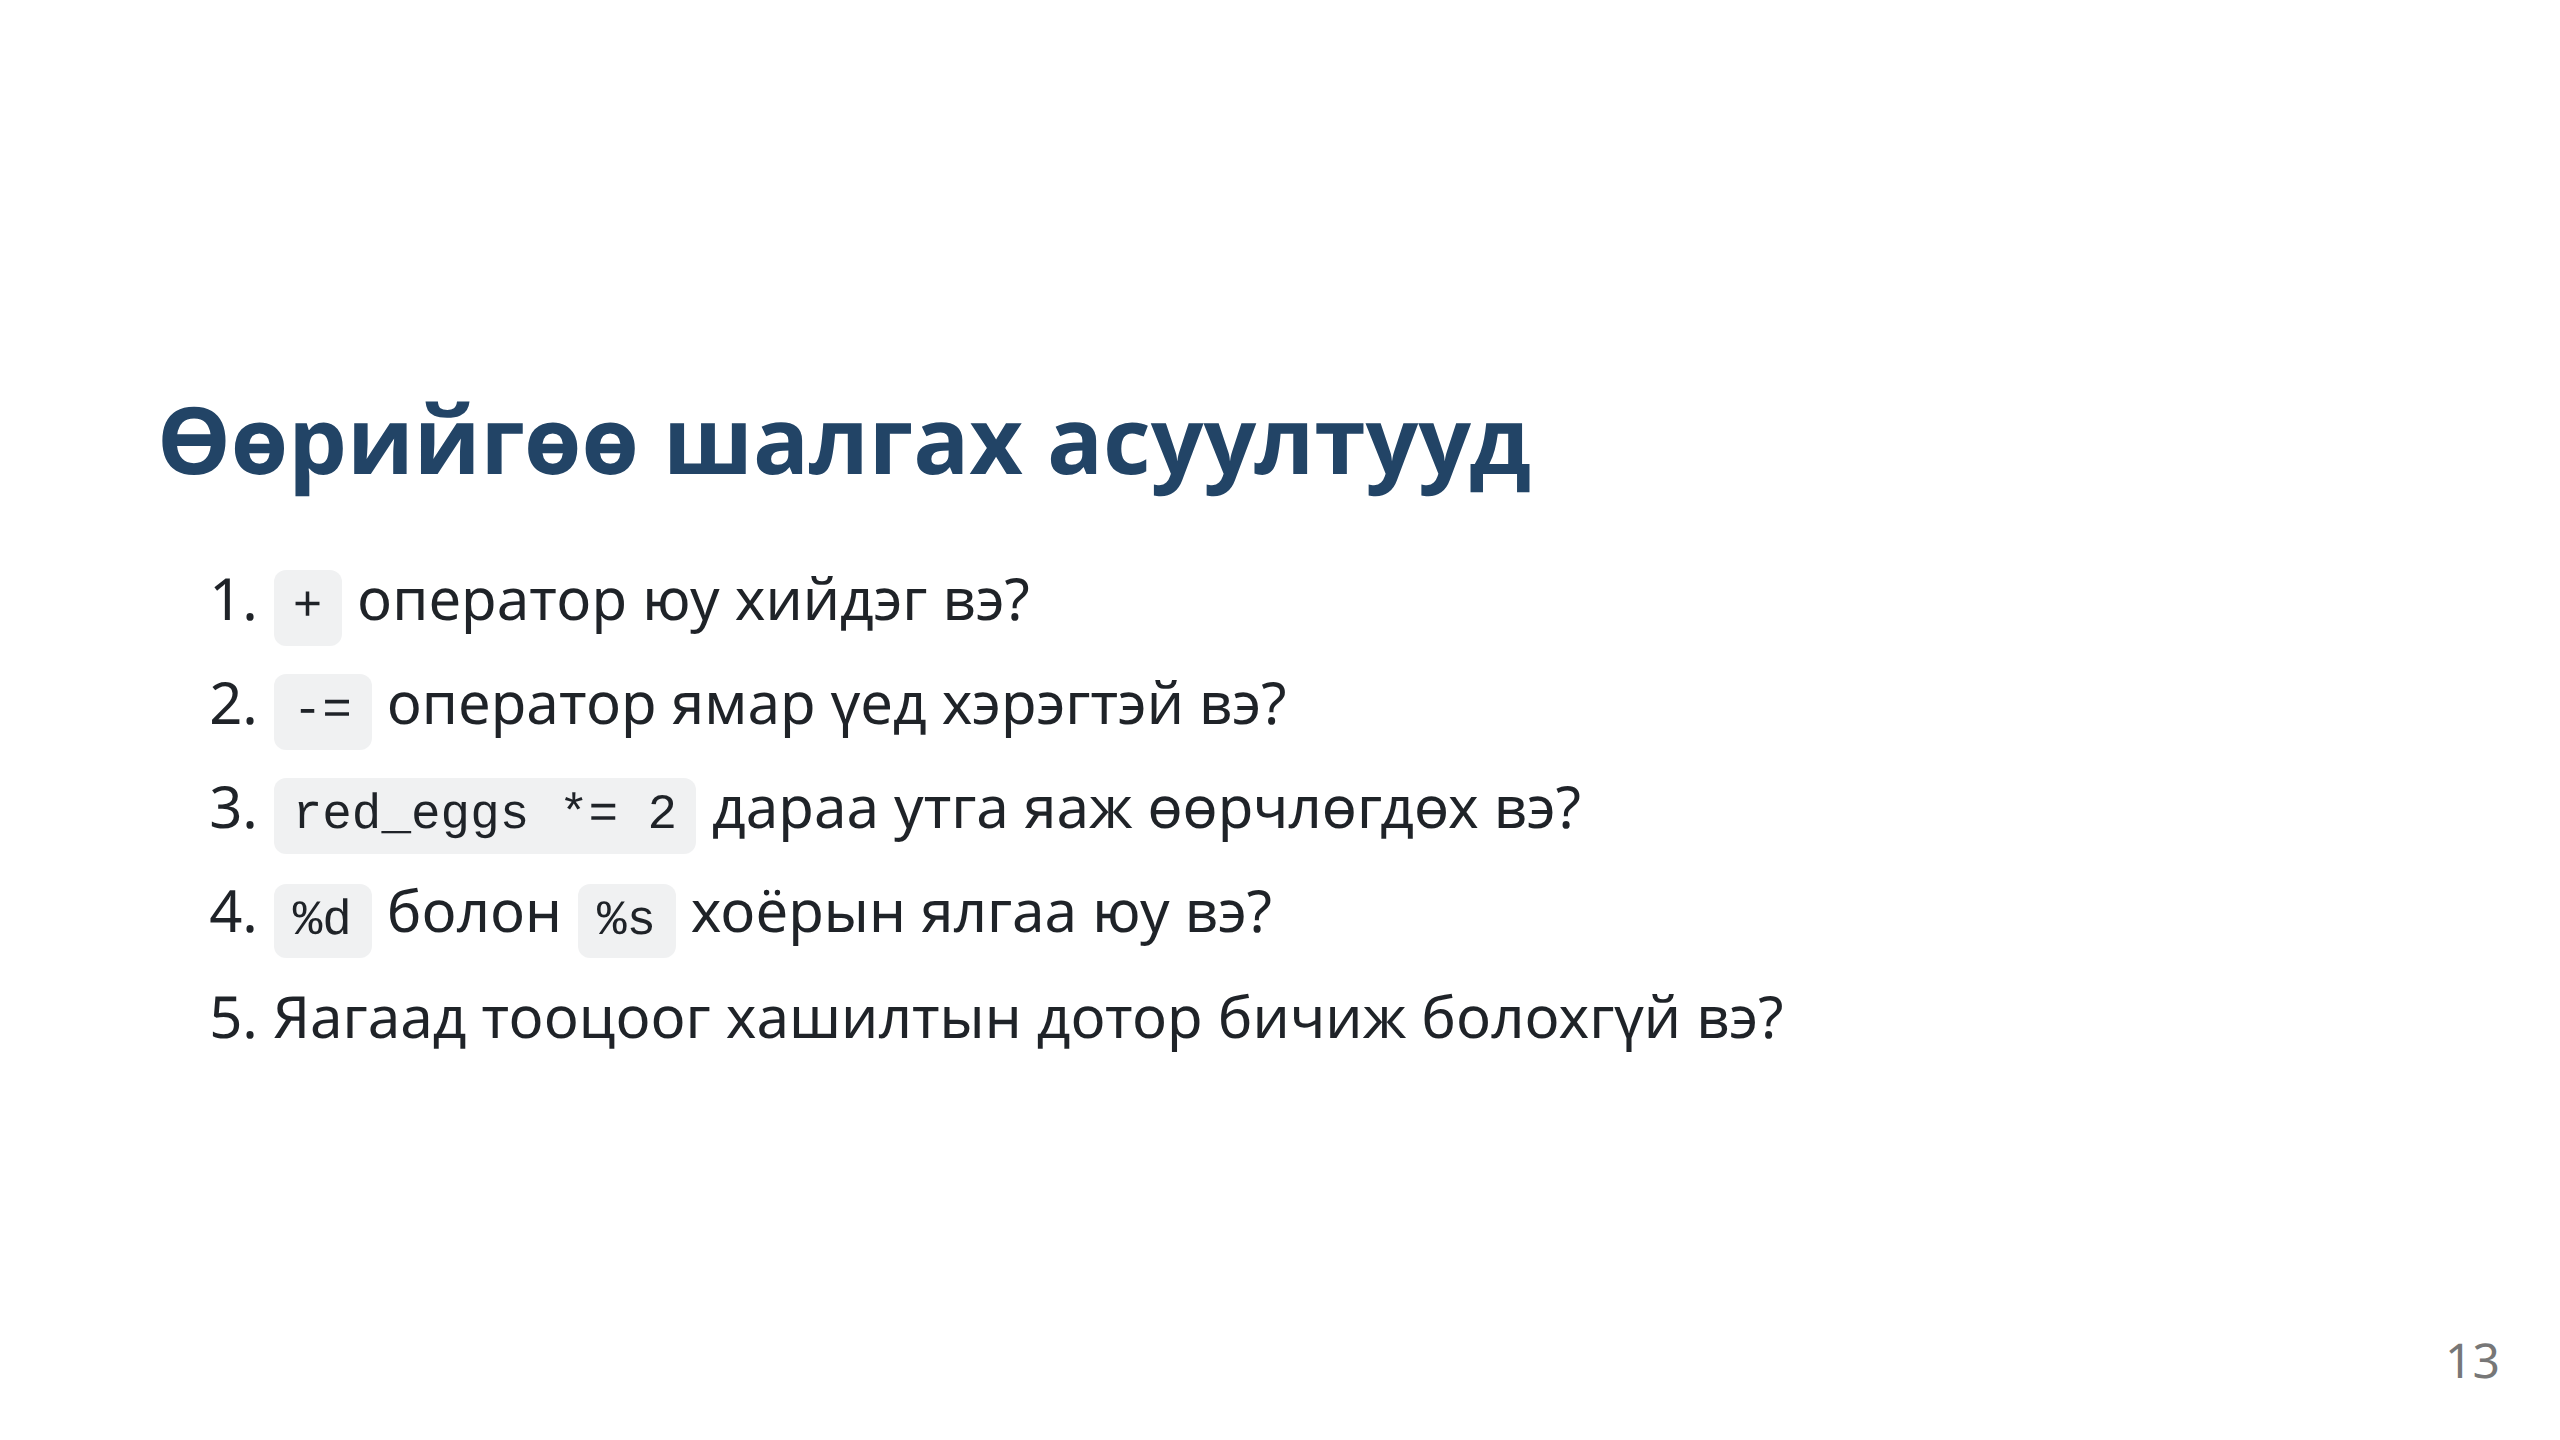 Өөрийгөө шалгах асуултууд
1. + оператор юу хийдэг вэ?
2. -= оператор ямар үед хэрэгтэй вэ?
3. red_eggs *= 2 дараа утга яаж өөрчлөгдөх вэ?
4. %d болон %s хоёрын ялгаа юу вэ?
5. Яагаад тооцоог хашилтын дотор бичиж болохгүй вэ?
13